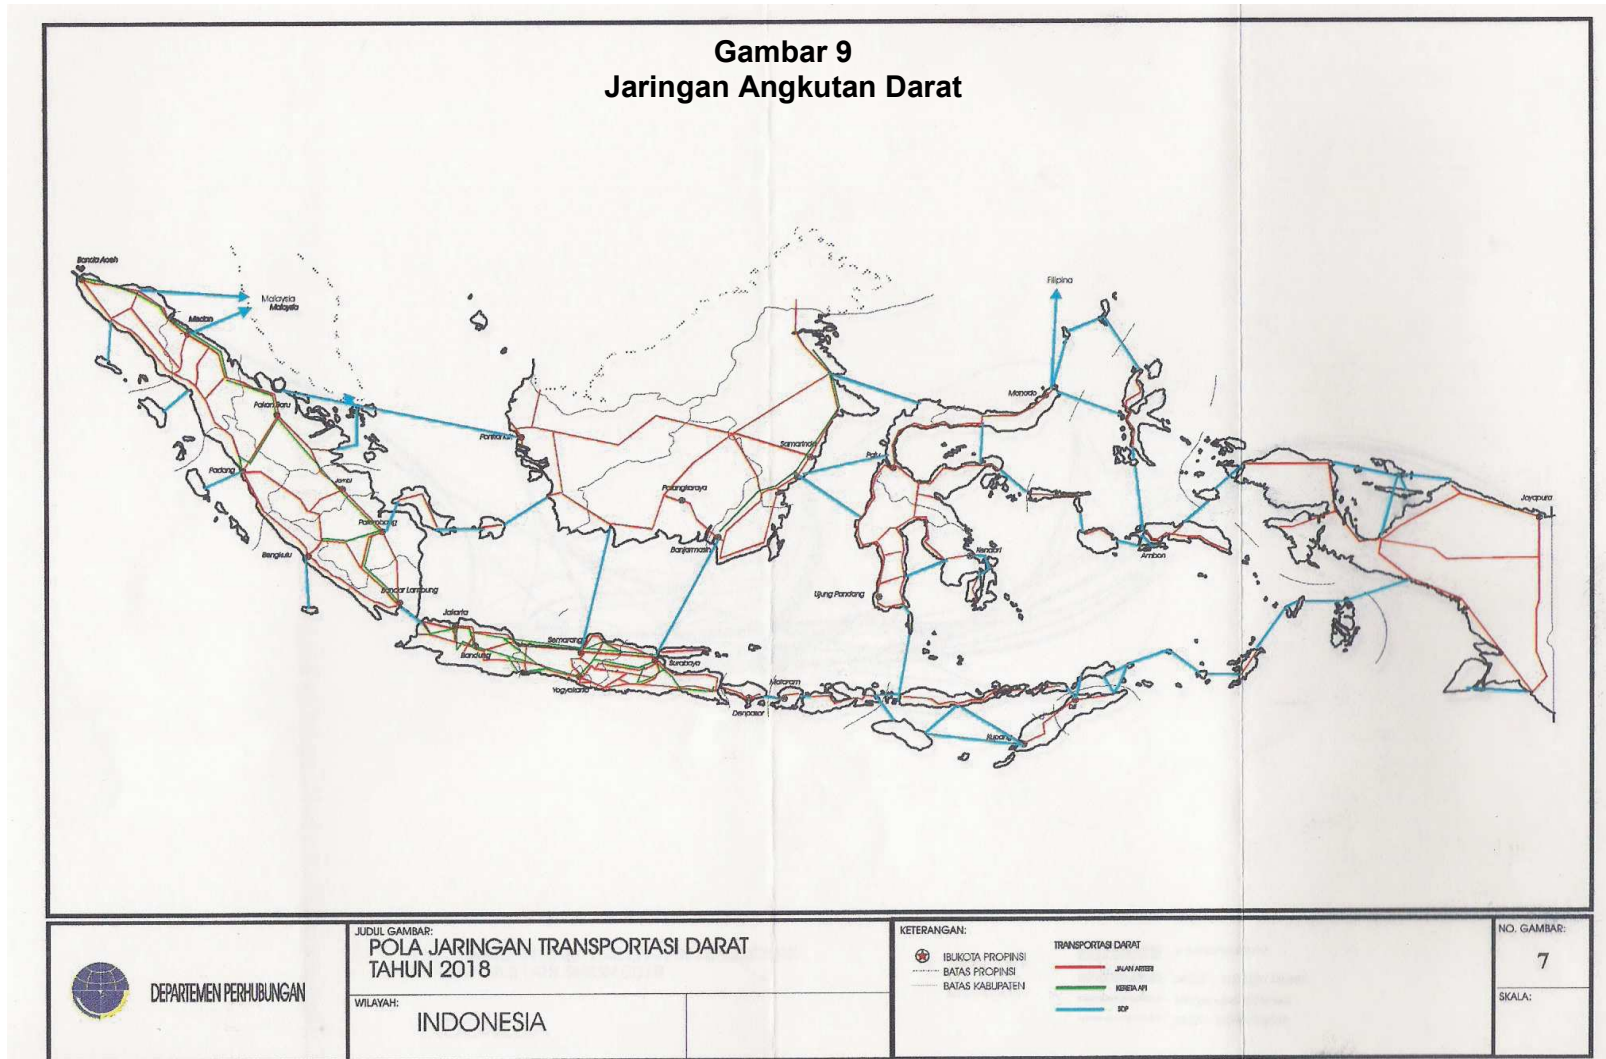 Gambar 9
Jaringan Angkutan Darat
Banda Aceh
Malaysia
Malaysia
Medan
Filipina
Pakan Baru
Manado
Pontianak
Samarinda
Palu
Padang
Jambi
Palangkaraya
Jayapura
Palembang
Banjarmasin
Kendari
Ambon
Bengkulu
Bandar Lampung
Ujung Pandang
Jakarta
Semarang
Bandung
Surabaya
Yogyakarta
Mataram
Denpasar
Dili
Kupang
DEPARTEMEN PERHUBUNGAN
JUDUL GAMBAR:
POLA JARINGAN TRANSPORTASI DARAT
TAHUN 2018
WILAYAH:
INDONESIA
KETERANGAN:
IBUKOTA PROPINSI
BATAS PROPINSI
BATAS KABUPATEN
TRANSPORTASI DARAT
JALAN ARTERI
KERETA API
SDP
NO. GAMBAR:
7
SKALA: